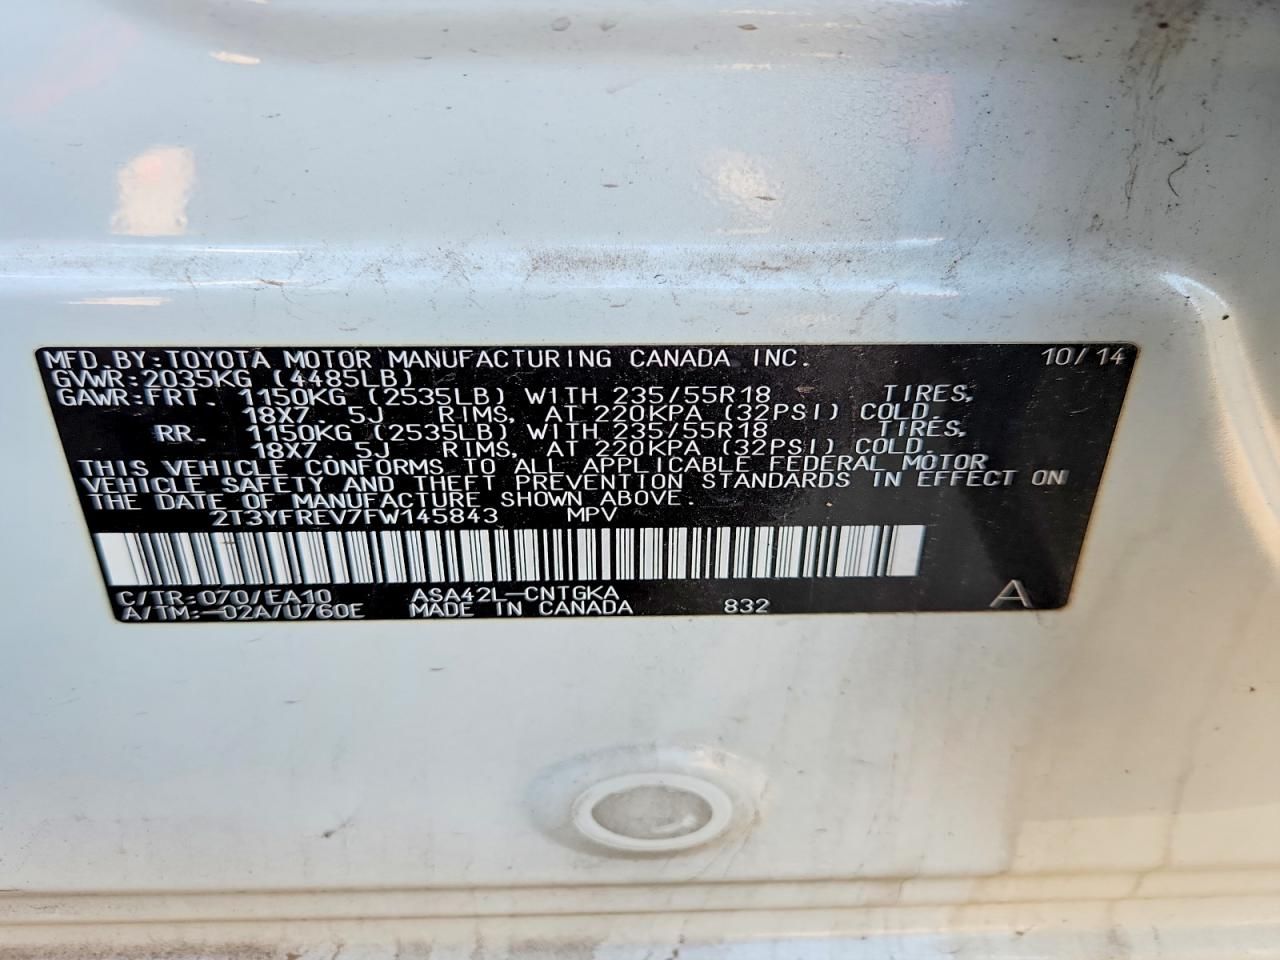 MFD. BY: TOYOTA MOTOR MANUFACTURING CANADA INC. 10/14
GVWR: 2035KG (4485LB)
GAWR: FRT. 1150KG (2535LB) WITH 235/55R18 TIRES,
18X7. 5J RIMS, AT 220KPA (32PSI) COLD.
RR. 1150KG (2535LB) WITH 235/55R18 TIRES,
18X7. 5J RIMS, AT 220KPA (32PSI) COLD.
THIS VEHICLE CONFORMS TO ALL APPLICABLE FEDERAL MOTOR
VEHICLE SAFETY AND THEFT PREVENTION STANDARDS IN EFFECT ON
THE DATE OF MANUFACTURE SHOWN ABOVE.
2T3YFREV7FW145843 MPV
C/TR: 070/EA10 ASA42L-CNTGKA
A/TM: -02A/U760E MADE IN CANADA 832 A